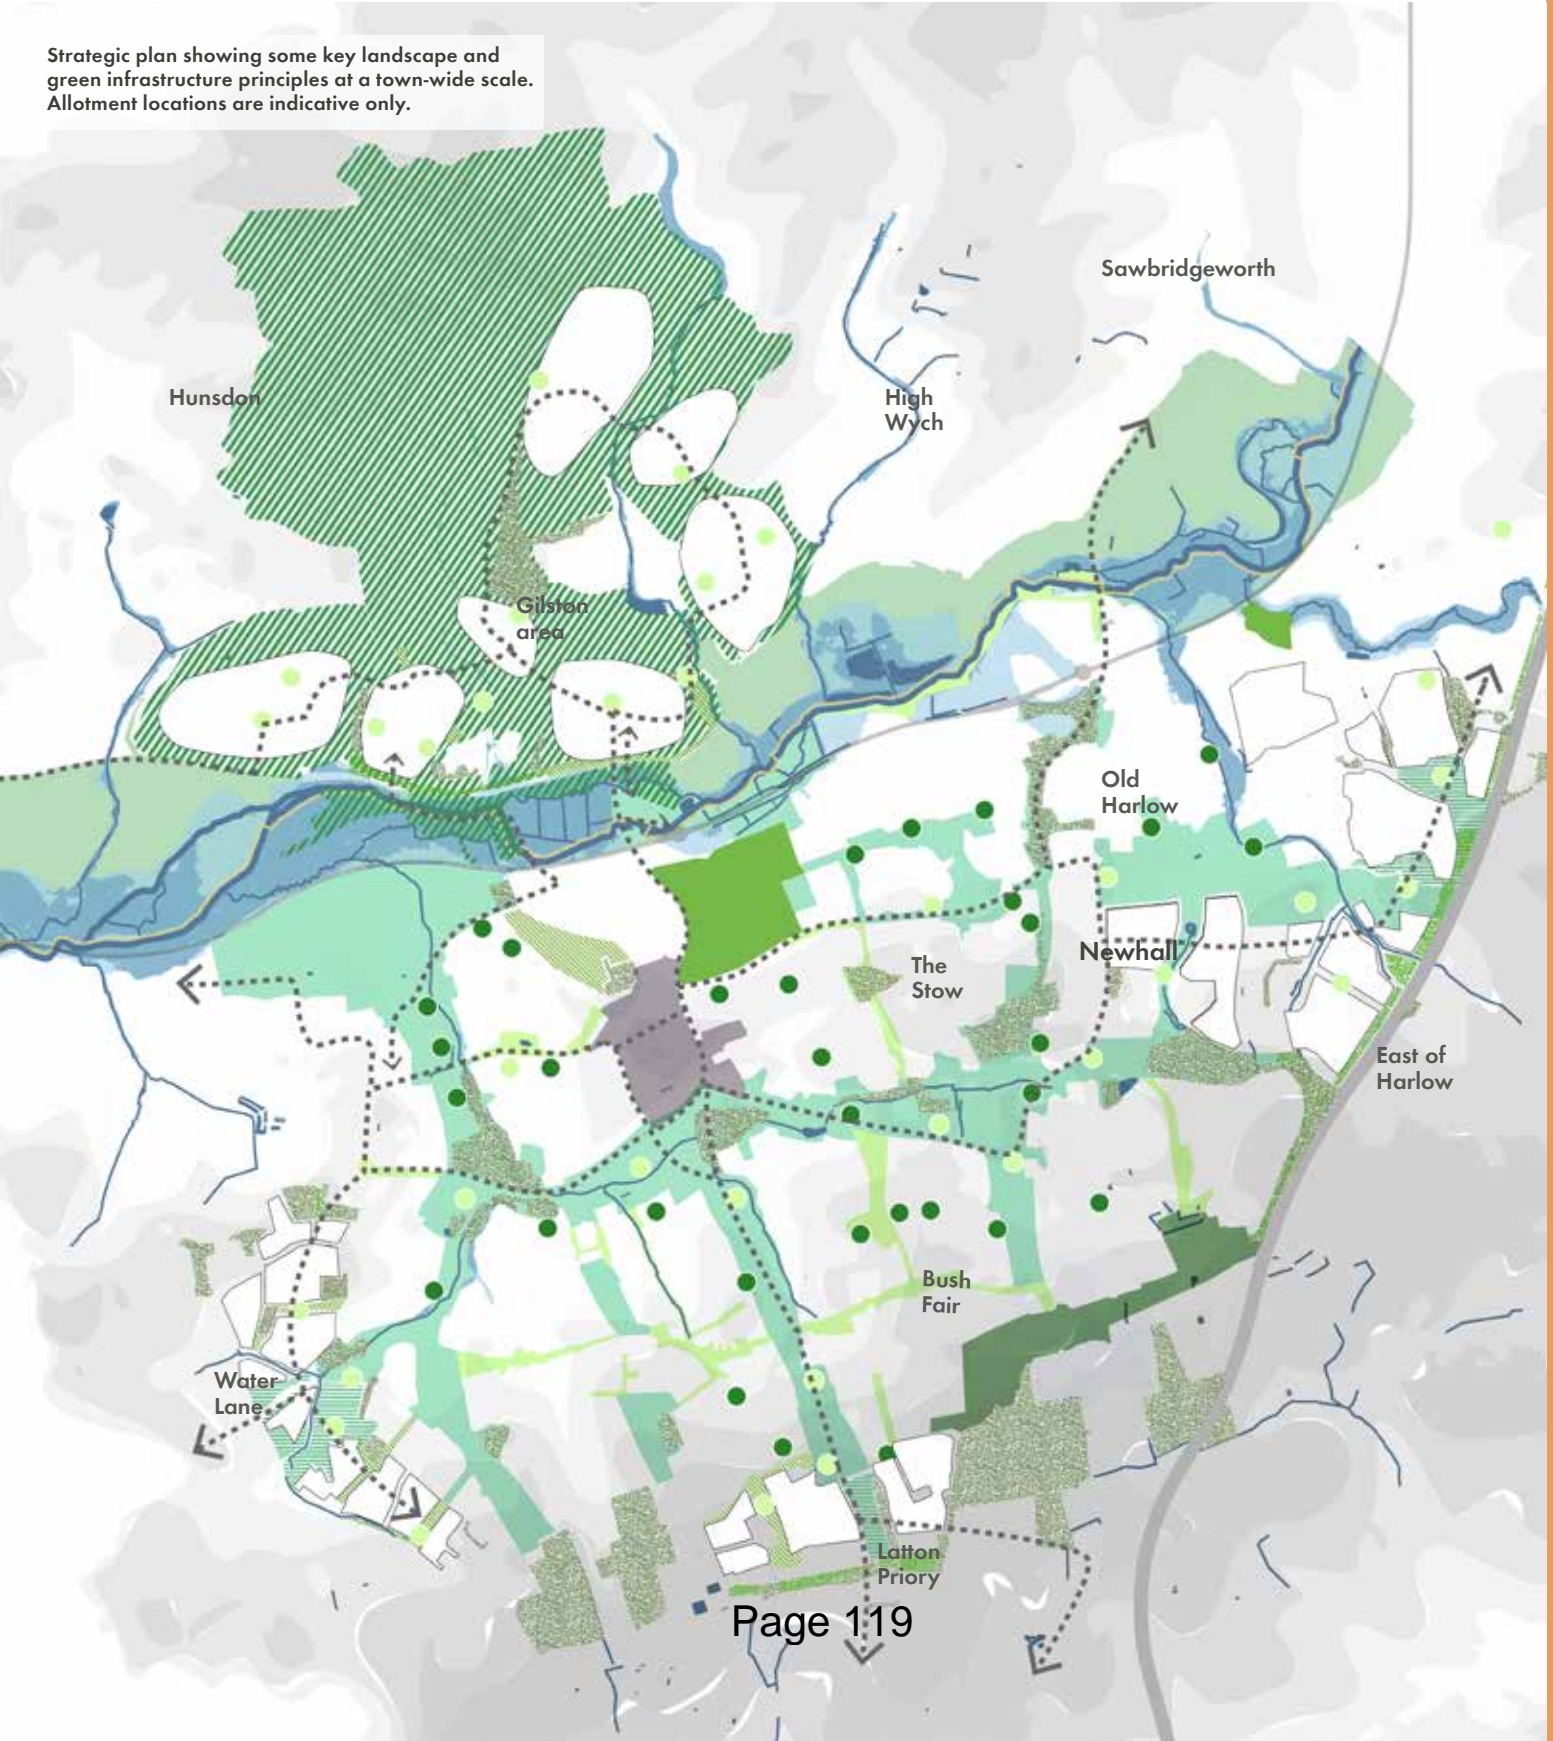 Strategic plan showing some key landscape and
green infrastructure principles at a town-wide scale.
Allotment locations are indicative only.
Sawbridgeworth
Hunsdon
High
Wych
Gilston
area
Old
Harlow
Newhall
The
Stow
East of
Harlow
Bush
Fair
Water
Lane
Latton
Priory
Page 119